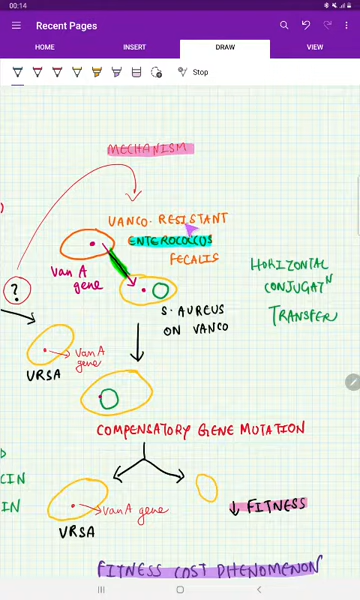 00:14
Recent Pages
HOME INSERT DRAW VIEW
Stop
MECHANISM
VANCO. RESISTANT
ENTEROCOCCUS
FECALIS
Van A
gene
S. AUREUS
ON VANCO
HORIZONTAL
CONJUGATN
TRANSFER
?
Van A
gene
VRSA
COMPENSATORY GENE MUTATION
CIN
IN
Van A gene
VRSA
↓ FITNESS
FITNESS COST PHENOMENON